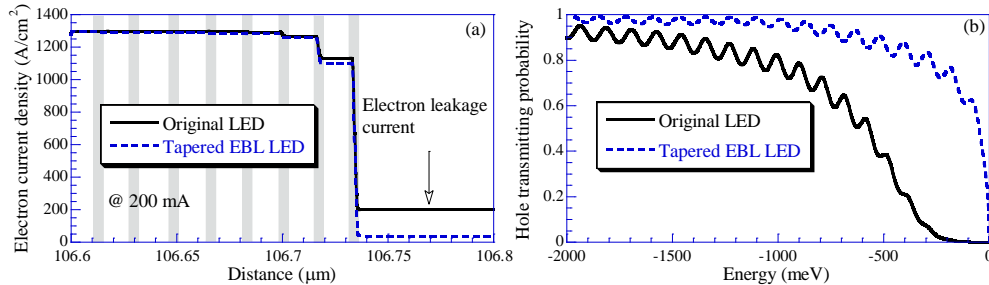 Electron current density (A/cm²)
1400
1200
1000
800
600
400
200
0
(a)
Original LED
Tapered EBL LED
Electron leakage
current
@ 200 mA
106.6
106.65
106.7
106.75
106.8
Distance (μm)
Hole transmitting probability
1
0.8
0.6
0.4
0.2
0
(b)
Original LED
Tapered EBL LED
-2000
-1500
-1000
-500
0
Energy (meV)